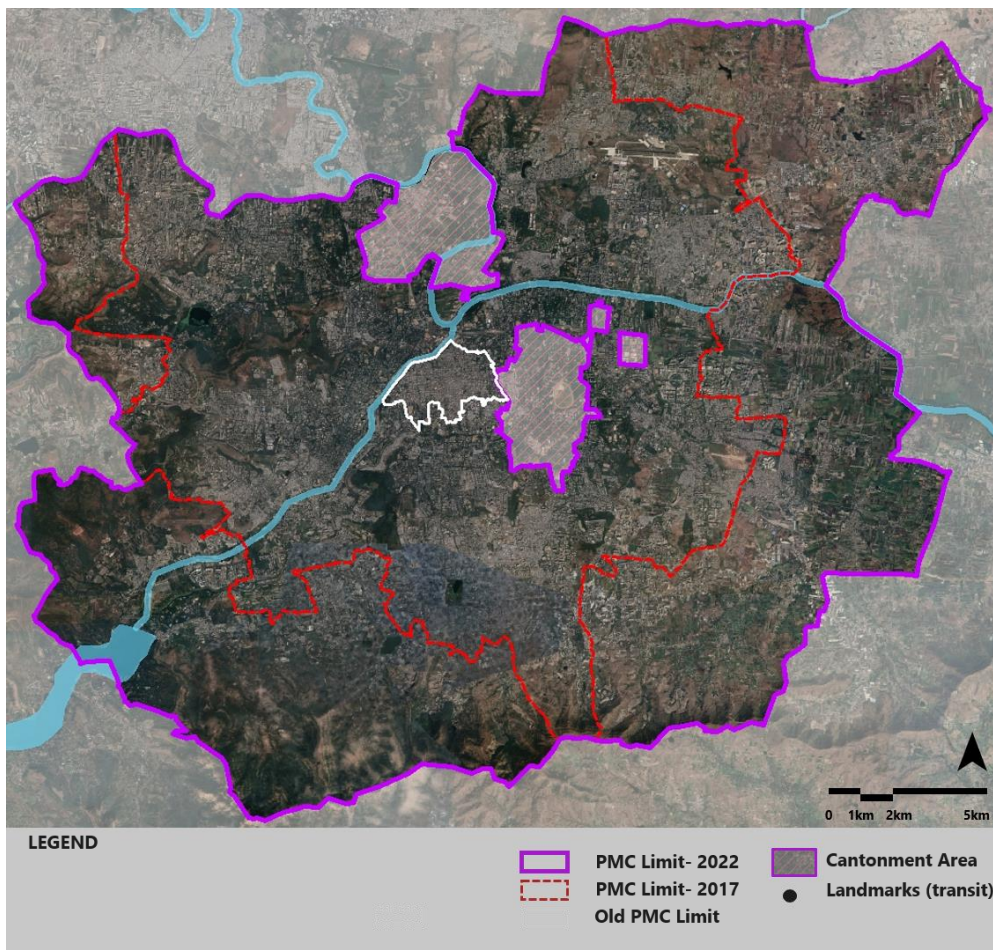 0 1km 2km 5km
LEGEND
PMC Limit- 2022
PMC Limit- 2017
Old PMC Limit
Cantonment Area
Landmarks (transit)